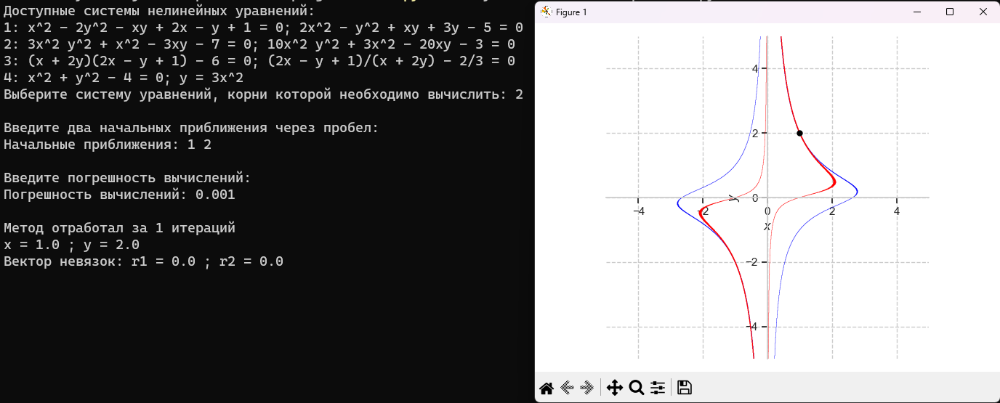 Доступные системы нелинейных уравнений:
1: x^2 - 2y^2 - xy + 2x - y + 1 = 0; 2x^2 - y^2 + xy + 3y - 5 = 0
2: 3x^2 y^2 + x^2 - 3xy - 7 = 0; 10x^2 y^2 + 3x^2 - 20xy - 3 = 0
3: (x + 2y)(2x - y + 1) - 6 = 0; (2x - y + 1)/(x + 2y) - 2/3 = 0
4: x^2 + y^2 - 4 = 0; y = 3x^2
Выберите систему уравнений, корни которой необходимо вычислить: 2
Введите два начальных приближения через пробел:
Начальные приближения: 1 2
Введите погрешность вычислений:
Погрешность вычислений: 0.001
Метод отработал за 1 итераций
x = 1.0 ; y = 2.0
Вектор невязок: r1 = 0.0 ; r2 = 0.0
Figure 1
4
2
y 0
−4 −2 0 2 4
x
−2
−4